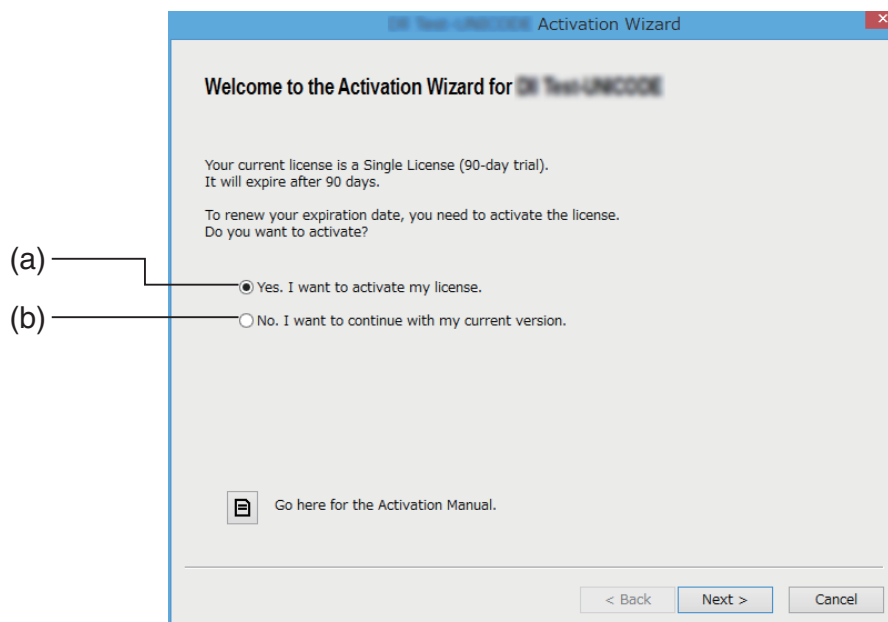 Activation Wizard
Welcome to the Activation Wizard for
Your current license is a Single License (90-day trial).
It will expire after 90 days.
To renew your expiration date, you need to activate the license.
Do you want to activate?
(a)
Yes. I want to activate my license.
(b)
No. I want to continue with my current version.
Go here for the Activation Manual.
< Back
Next >
Cancel